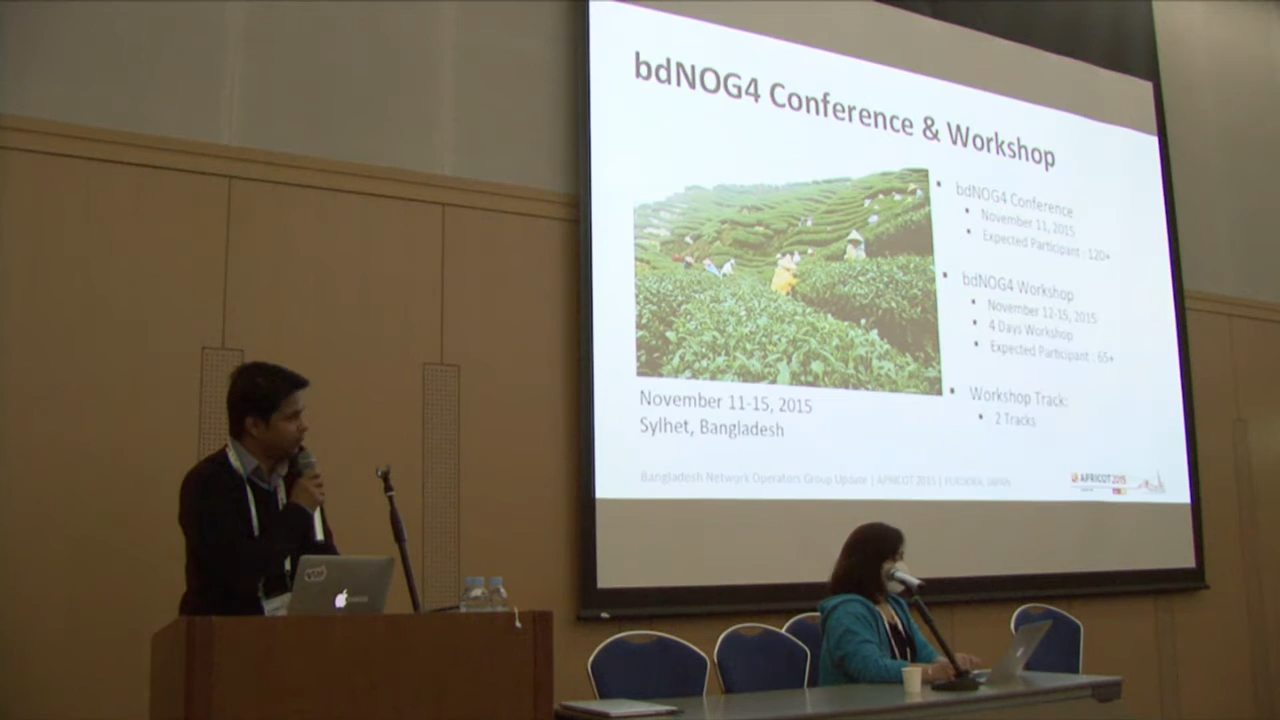 bdNOG4 Conference & Workshop
bdNOG4 Conference
November 11, 2015
Expected Participant : 120+
bdNOG4 Workshop
November 12-15, 2015
4 Days Workshop
Expected Participant : 65+
Workshop Track:
2 Tracks
November 11-15, 2015
Sylhet, Bangladesh
Bangladesh Network Operators Group Update | APRICOT 2015 | FUKUOKA, JAPAN
APRICOT 2015